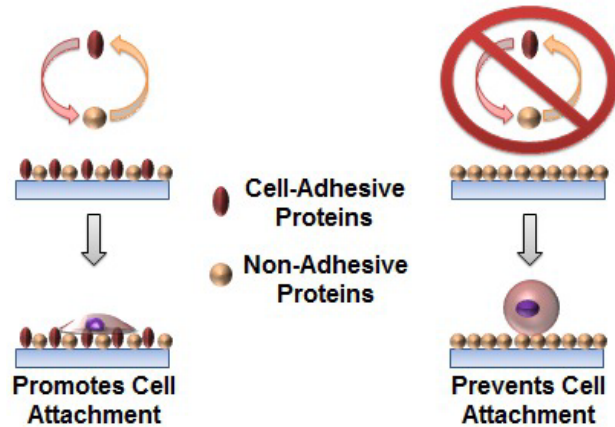 Cell-Adhesive
Proteins
Non-Adhesive
Proteins
Promotes Cell
Attachment
Prevents Cell
Attachment